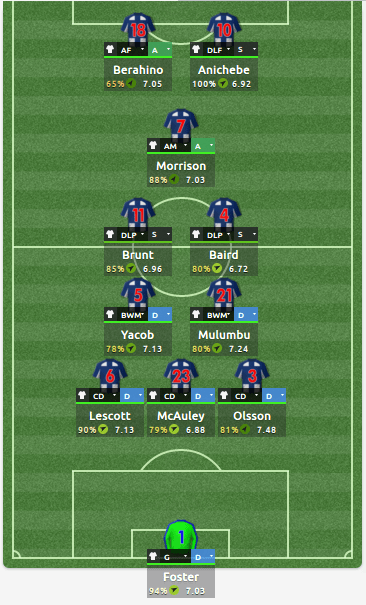 18 10
AF A DLF S
Berahino Anichebe
65% 7.05 100% 6.92
7
AM A
Morrison
88% 7.03
11 4
DLP S DLP S
Brunt Baird
85% 6.96 80% 6.72
5 21
BWM D BWM D
Yacob Mulumbu
78% 7.13 80% 7.24
6 23 3
CD D CD D CD D
Lescott McAuley Olsson
90% 7.13 79% 6.88 81% 7.48
1
G D
Foster
94% 7.03